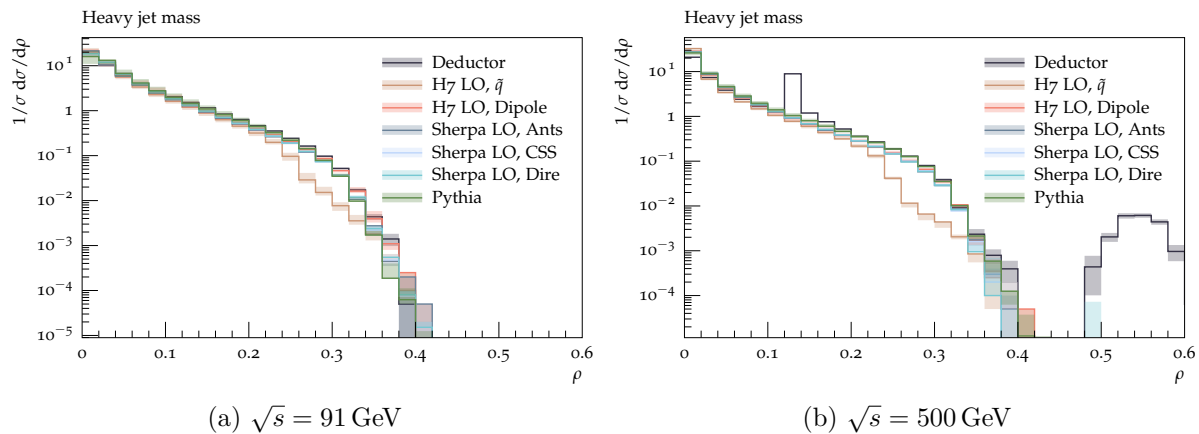 Heavy jet mass
1/σ dσ/dρ
10¹
1
10⁻¹
10⁻²
10⁻³
10⁻⁴
10⁻⁵
Deductor
H7 LO, q̃
H7 LO, Dipole
Sherpa LO, Ants
Sherpa LO, CSS
Sherpa LO, Dire
Pythia
0 0.1 0.2 0.3 0.4 0.5 0.6
ρ
(a) √s = 91 GeV
Heavy jet mass
1/σ dσ/dρ
10¹
1
10⁻¹
10⁻²
10⁻³
10⁻⁴
Deductor
H7 LO, q̃
H7 LO, Dipole
Sherpa LO, Ants
Sherpa LO, CSS
Sherpa LO, Dire
Pythia
0 0.1 0.2 0.3 0.4 0.5 0.6
ρ
(b) √s = 500 GeV